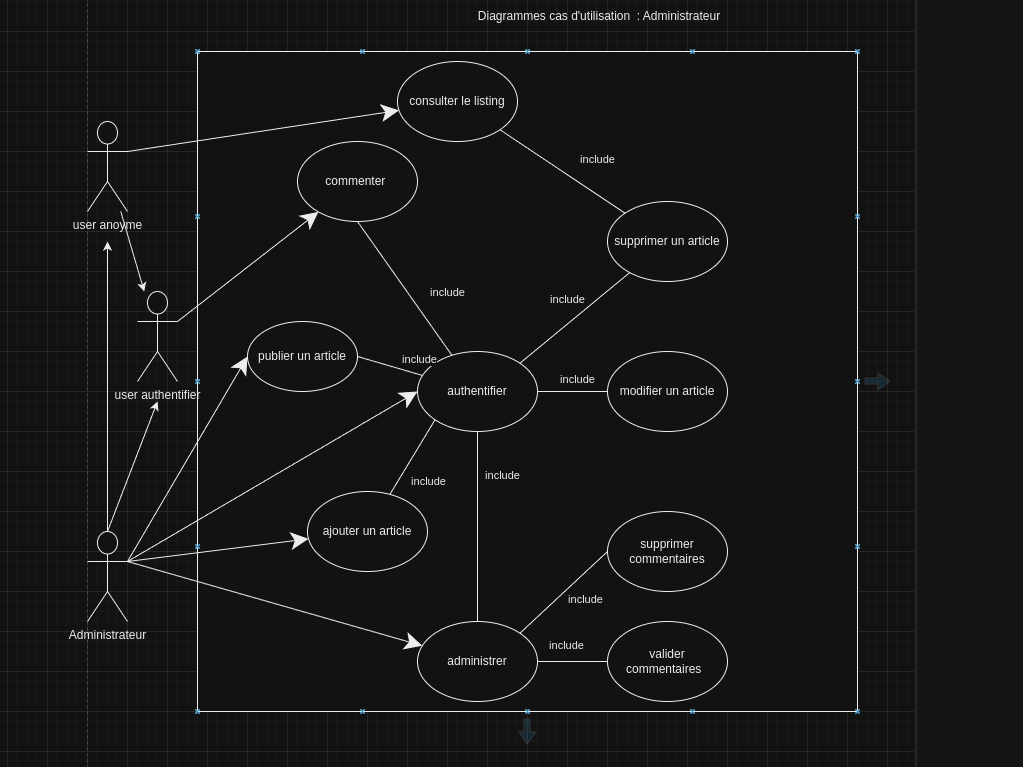 Diagrammes cas d'utilisation : Administrateur
consulter le listing
include
commenter
user anoyme
supprimer un article
include
include
publier un article
include
authentifier
include
modifier un article
user authentifier
include
include
ajouter un article
supprimer
commentaires
include
Administrateur
administrer
include
valider
commentaires